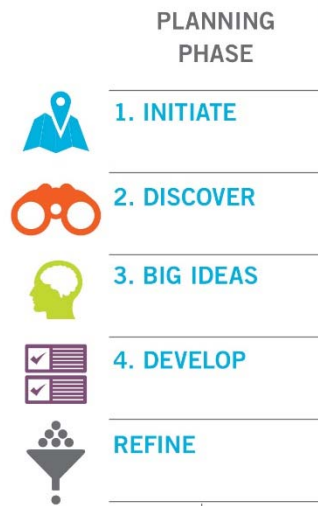 PLANNING
PHASE
1. INITIATE
2. DISCOVER
3. BIG IDEAS
4. DEVELOP
REFINE